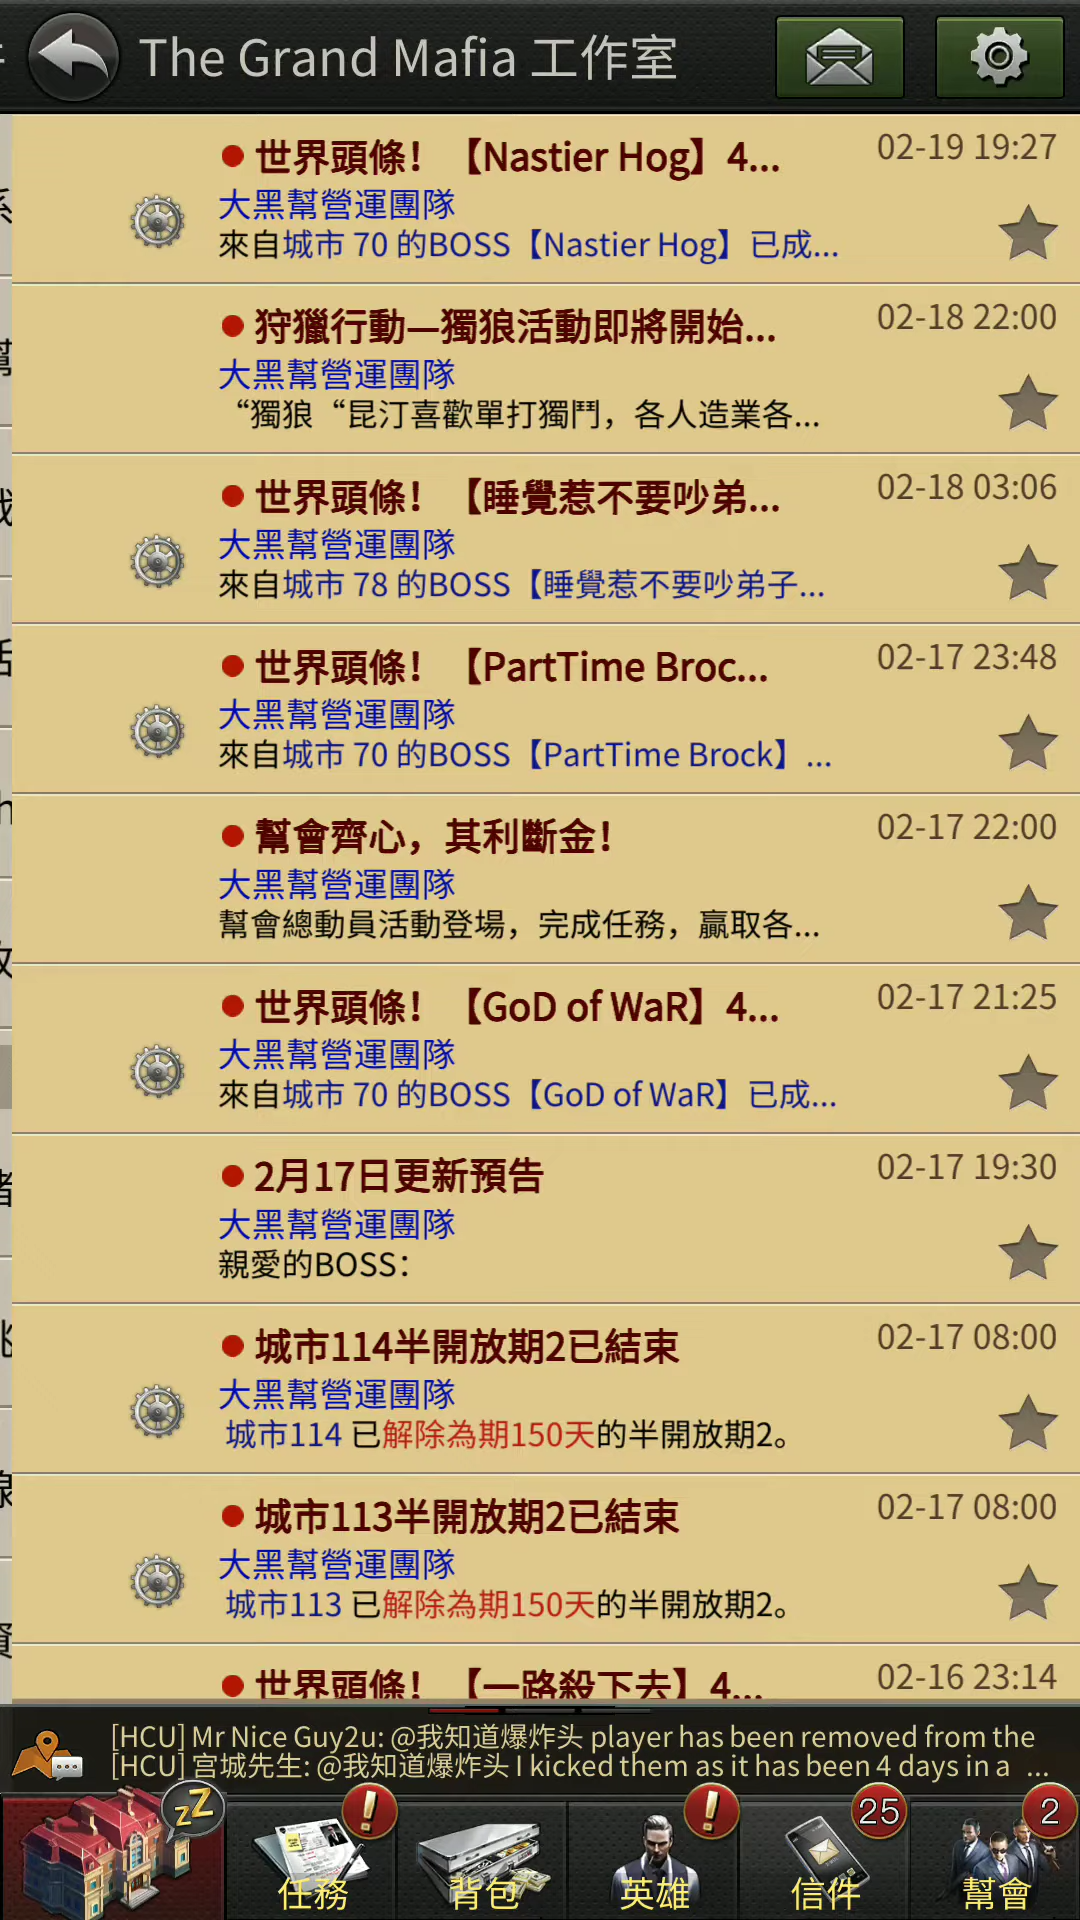 The Grand Mafia 工作室
世界頭條！【Nastier Hog】4...
02-19 19:27
大黑幫營運團隊
來自城市 70 的BOSS【Nastier Hog】已成...
狩獵行動—獨狼活動即將開始...
02-18 22:00
大黑幫營運團隊
“獨狼“昆汀喜歡單打獨鬥，各人造業各...
世界頭條！【睡覺惹不要吵弟...
02-18 03:06
大黑幫營運團隊
來自城市 78 的BOSS【睡覺惹不要吵弟子...
世界頭條！【PartTime Broc...
02-17 23:48
大黑幫營運團隊
來自城市 70 的BOSS【PartTime Brock】...
幫會齊心，其利斷金！
02-17 22:00
大黑幫營運團隊
幫會總動員活動登場，完成任務，贏取各...
世界頭條！【GoD of WaR】4...
02-17 21:25
大黑幫營運團隊
來自城市 70 的BOSS【GoD of WaR】已成...
2月17日更新預告
02-17 19:30
大黑幫營運團隊
親愛的BOSS：
城市114半開放期2已結束
02-17 08:00
大黑幫營運團隊
城市114 已解除為期150天的半開放期2。
城市113半開放期2已結束
02-17 08:00
大黑幫營運團隊
城市113 已解除為期150天的半開放期2。
世界頭條！【一路殺下去】4...
02-16 23:14
[HCU] Mr Nice Guy2u: @我知道爆炸头 player has been removed from the
[HCU] 宫城先生: @我知道爆炸头 I kicked them as it has been 4 days in a ...
zZ
!
!
25
2
任務
背包
英雄
信件
幫會